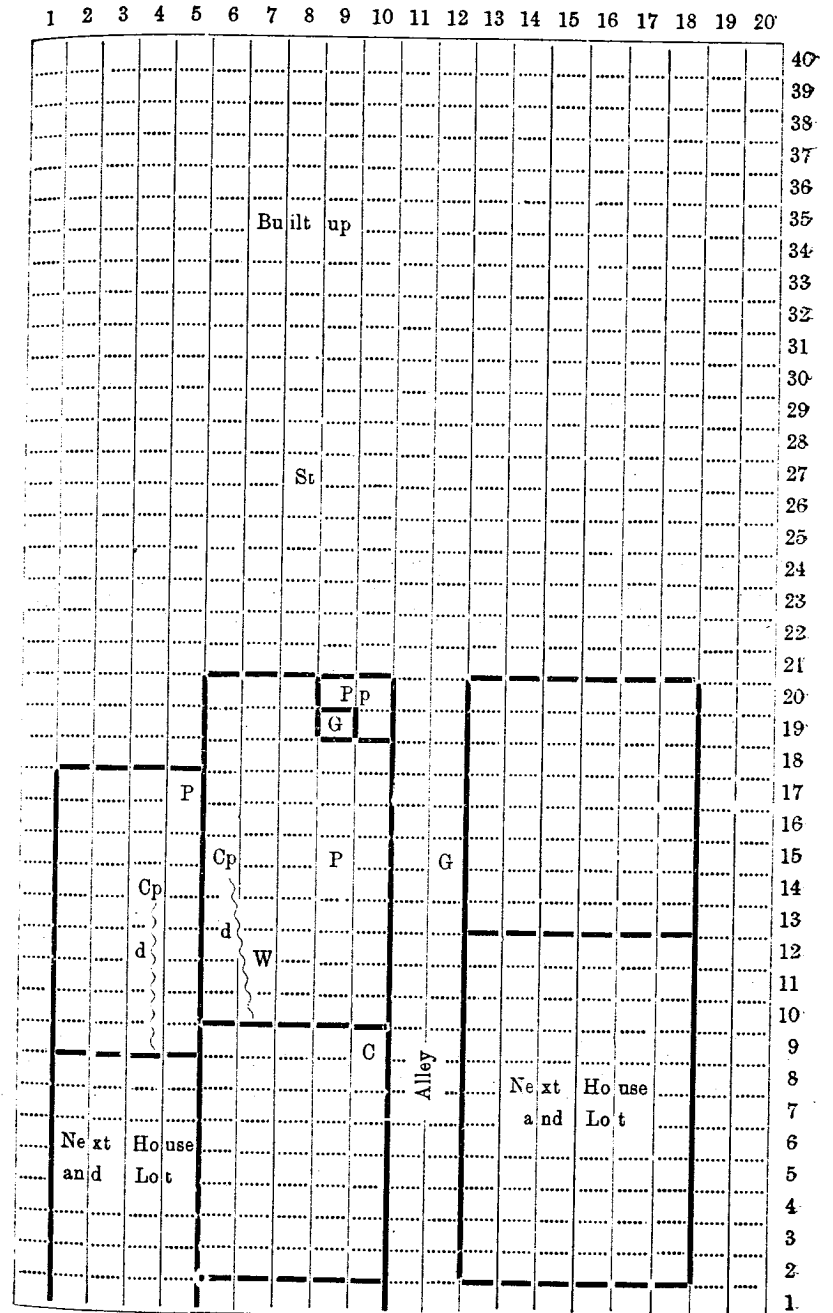 1 2 3 4 5 6 7 8 9 10 11 12 13 14 15 16 17 18 19 20
40
39
38
37
36
Built up 35
34
33
32
31
30
29
28
St 27
26
25
24
23
22
21
Pp 20
G 19
18
P 17
16
Cp P G 15
Cp 14
13
d d W 12
11
10
C 9
Alley
Next House 8
and Lot 7
Next House 6
and Lot 5
4
3
2
1